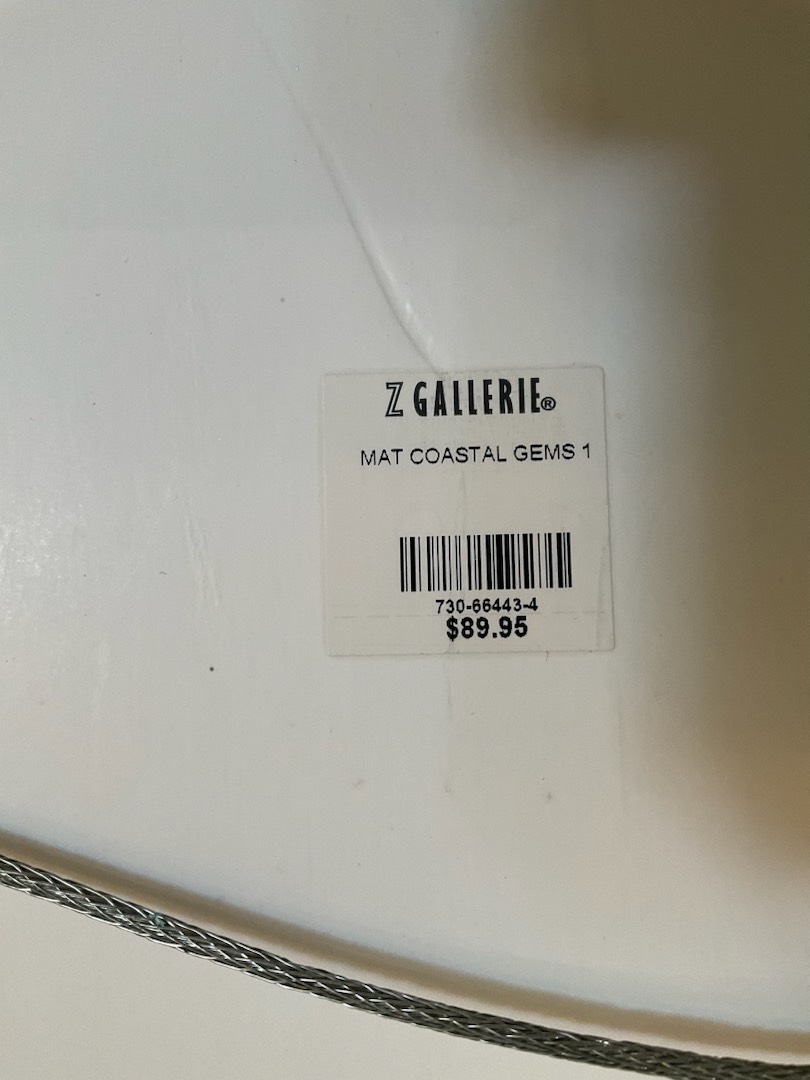 Z GALLERIE®
MAT COASTAL GEMS 1
730-66443-4
$89.95